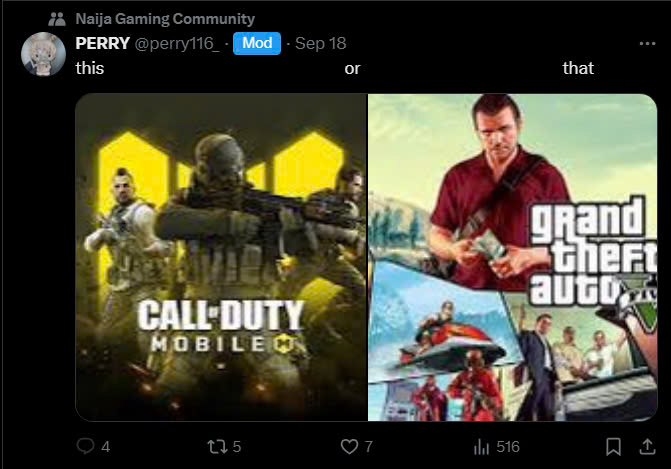 Naija Gaming Community
PERRY @perry116_ · Mod · Sep 18
this or that
CALL OF DUTY
MOBILE
grand
theft
auto
4 5 7 516